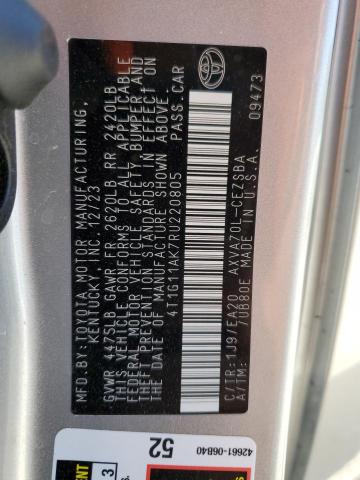 MFD.BY:TOYOTA MOTOR MANUFACTURING,
KENTUCKY, INC. 12/23
GVWR 4475LB GAWR FR 2620LB RR 2420LB
THIS VEHICLE CONFORMS TO ALL APPLICABLE
FEDERAL MOTOR VEHICLE SAFETY, BUMPER, AND
THEFT PREVENTION STANDARDS IN EFFECT ON
THE DATE OF MANUFACTURE SHOWN ABOVE.
4T1G11AK7RU220805 PASS.CAR
C/TR:1J9/EA20 AXVA70L-CEZSBA
A/TM: /UB80E MADE IN U.S.A.
09473
42661-06B40
52